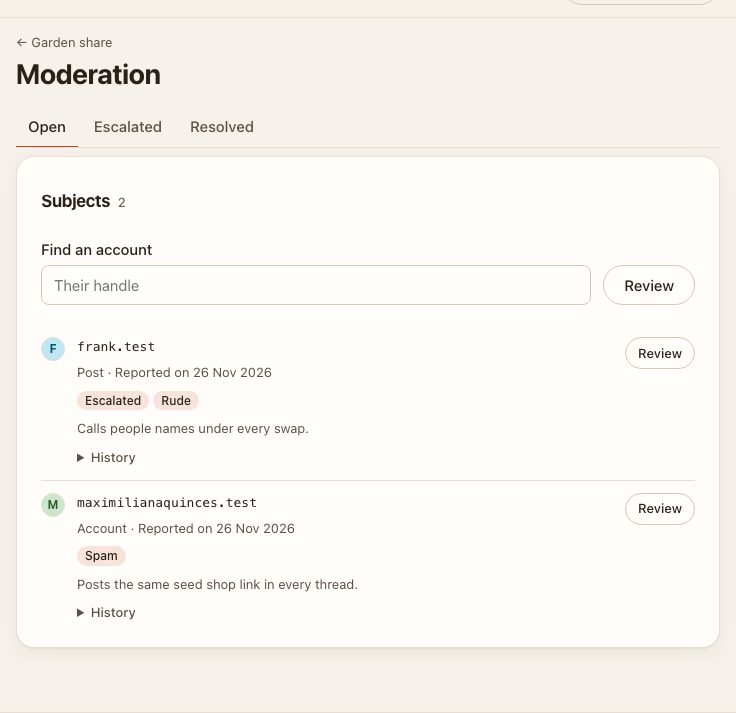 ← Garden share
Moderation
Open Escalated Resolved
Subjects 2
Find an account
Their handle Review
F frank.test Review
Post · Reported on 26 Nov 2026
Escalated Rude
Calls people names under every swap.
▶ History
M maximilianaquinces.test Review
Account · Reported on 26 Nov 2026
Spam
Posts the same seed shop link in every thread.
▶ History